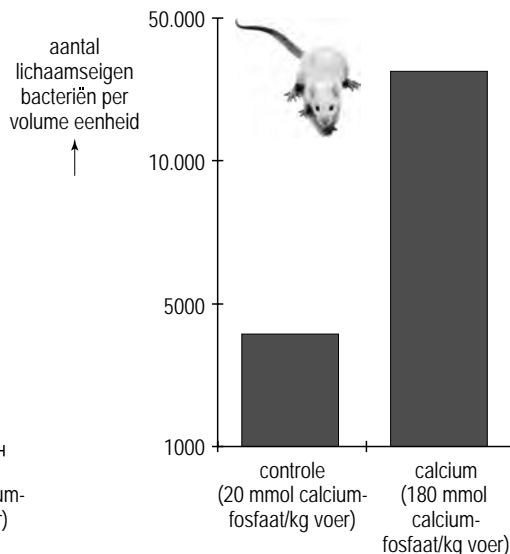 50.000
aantal
lichaamseigen
bacteriën per
volume eenheid
10.000
5000
1000
controle
(20 mmol calcium-
fosfaat/kg voer)
calcium
(180 mmol
calcium-
fosfaat/kg voer)